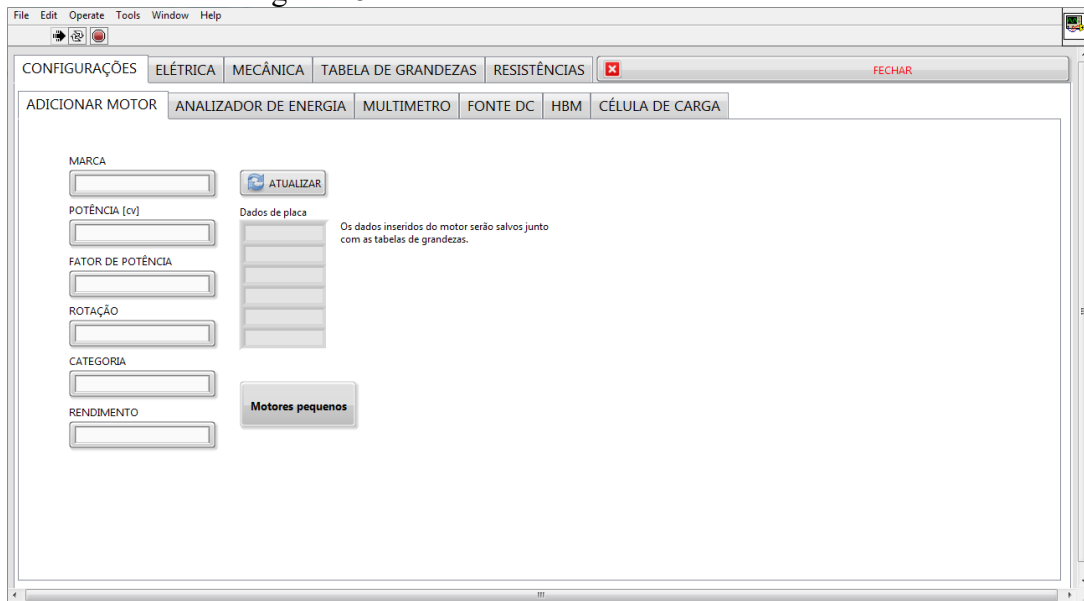 File Edit Operate Tools Window Help
CONFIGURAÇÕES ELÉTRICA MECÂNICA TABELA DE GRANDEZAS RESISTÊNCIAS FECHAR
ADICIONAR MOTOR ANALIZADOR DE ENERGIA MULTIMETRO FONTE DC HBM CÉLULA DE CARGA
MARCA
ATUALIZAR
POTÊNCIA [cv]
Dados de placa
Os dados inseridos do motor serão salvos junto
com as tabelas de grandezas.
FATOR DE POTÊNCIA
ROTAÇÃO
CATEGORIA
Motores pequenos
RENDIMENTO